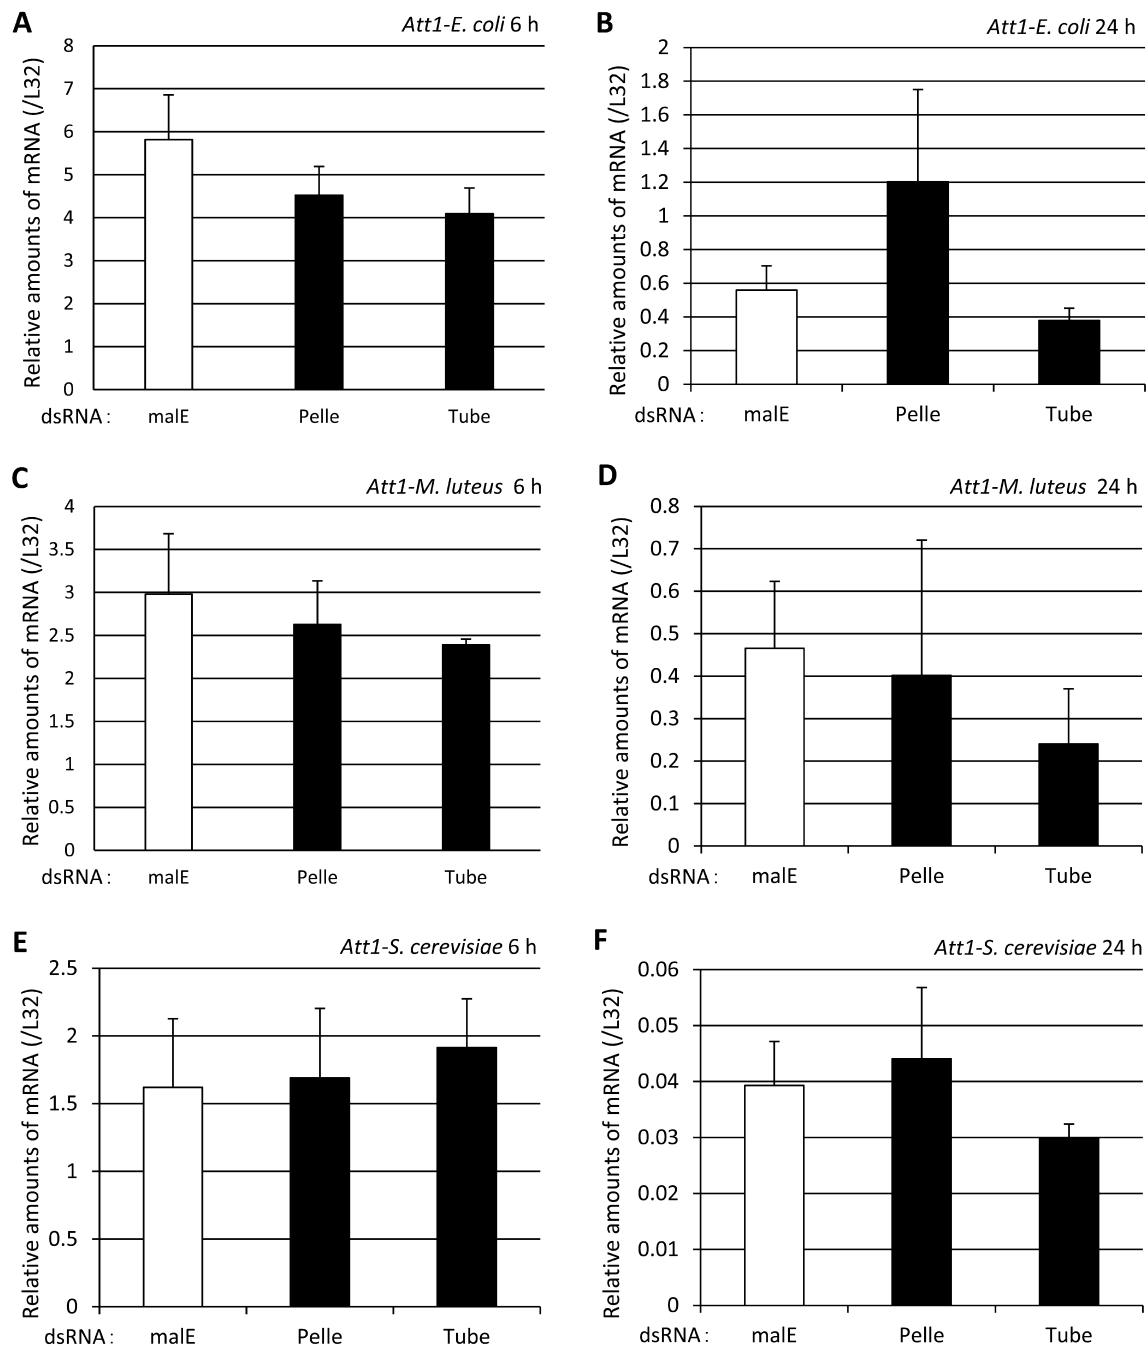 A
Att1-E. coli 6 h
Relative amounts of mRNA (/L32)
8
7
6
5
4
3
2
1
0
dsRNA : malE Pelle Tube
B
Att1-E. coli 24 h
Relative amounts of mRNA (/L32)
2
1.8
1.6
1.4
1.2
1
0.8
0.6
0.4
0.2
0
dsRNA : malE Pelle Tube
C
Att1-M. luteus 6 h
Relative amounts of mRNA (/L32)
4
3.5
3
2.5
2
1.5
1
0.5
0
dsRNA : malE Pelle Tube
D
Att1-M. luteus 24 h
Relative amounts of mRNA (/L32)
0.8
0.7
0.6
0.5
0.4
0.3
0.2
0.1
0
dsRNA : malE Pelle Tube
E
Att1-S. cerevisiae 6 h
Relative amounts of mRNA (/L32)
2.5
2
1.5
1
0.5
0
dsRNA : malE Pelle Tube
F
Att1-S. cerevisiae 24 h
Relative amounts of mRNA (/L32)
0.06
0.05
0.04
0.03
0.02
0.01
0
dsRNA : malE Pelle Tube